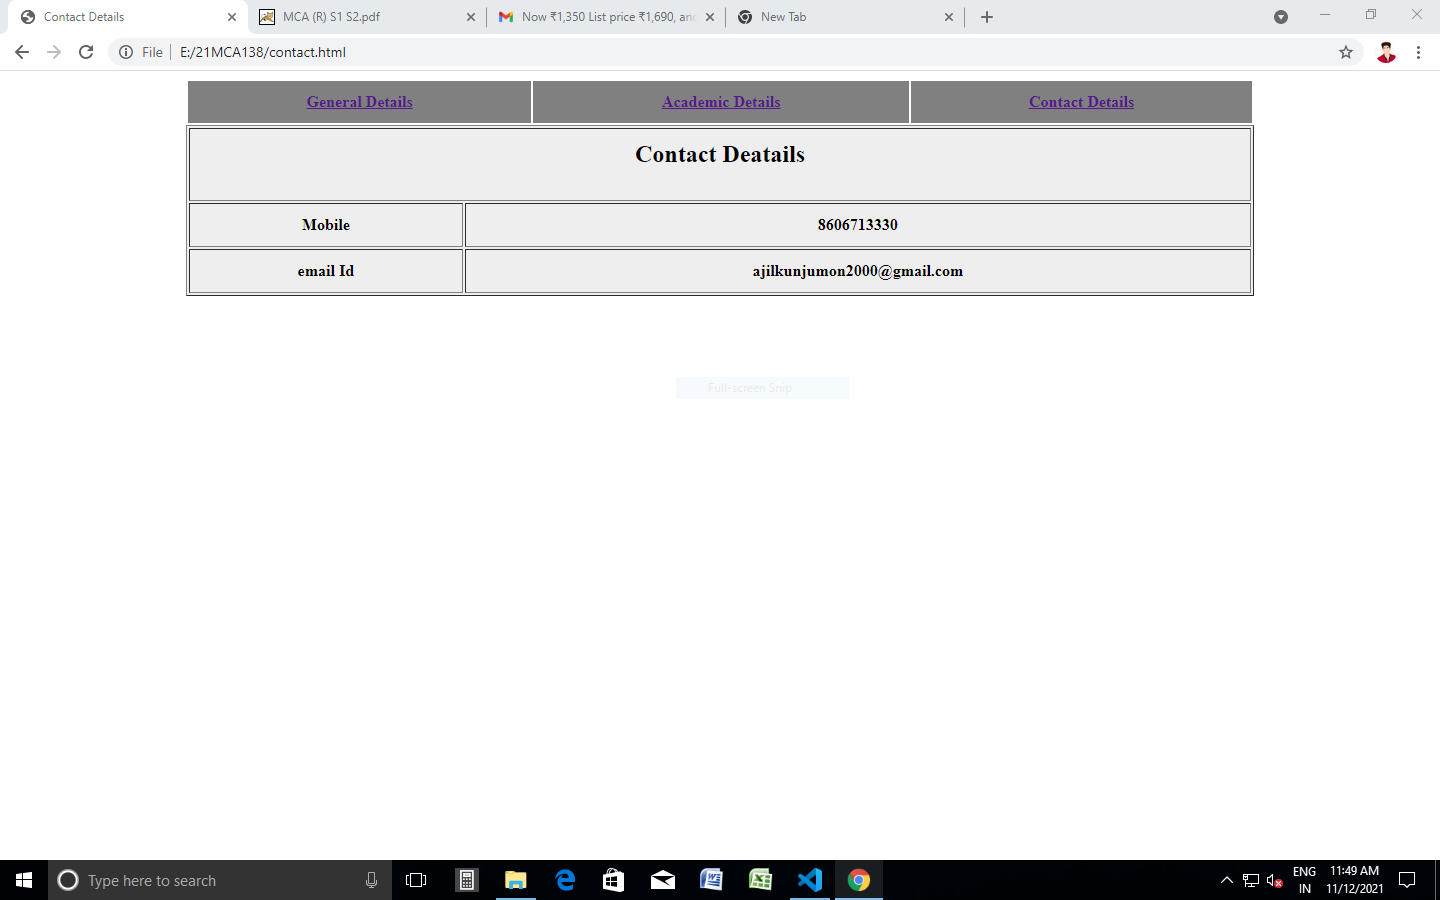 Contact Details
MCA (R) S1 S2.pdf
Now ₹1,350 List price ₹1,690, an
New Tab
File
E:/21MCA138/contact.html
General Details
Academic Details
Contact Details
Contact Deatails
Mobile
8606713330
email Id
ajilkunjumon2000@gmail.com
Full-screen Snip
Type here to search
ENG
IN
11:49 AM
11/12/2021